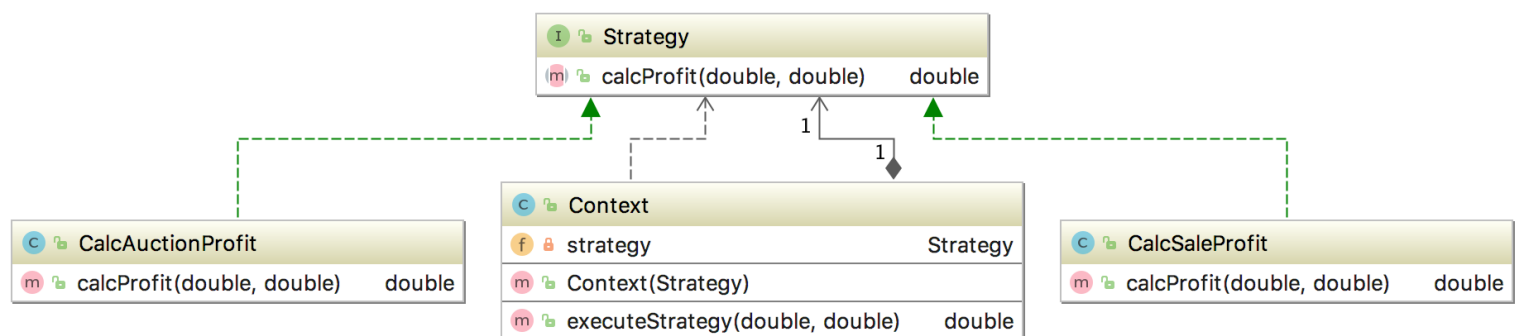 I Strategy
m calcProfit(double, double) double
1
1
C Context
f strategy Strategy
m Context(Strategy)
m executeStrategy(double, double) double
C CalcAuctionProfit
m calcProfit(double, double) double
C CalcSaleProfit
m calcProfit(double, double) double